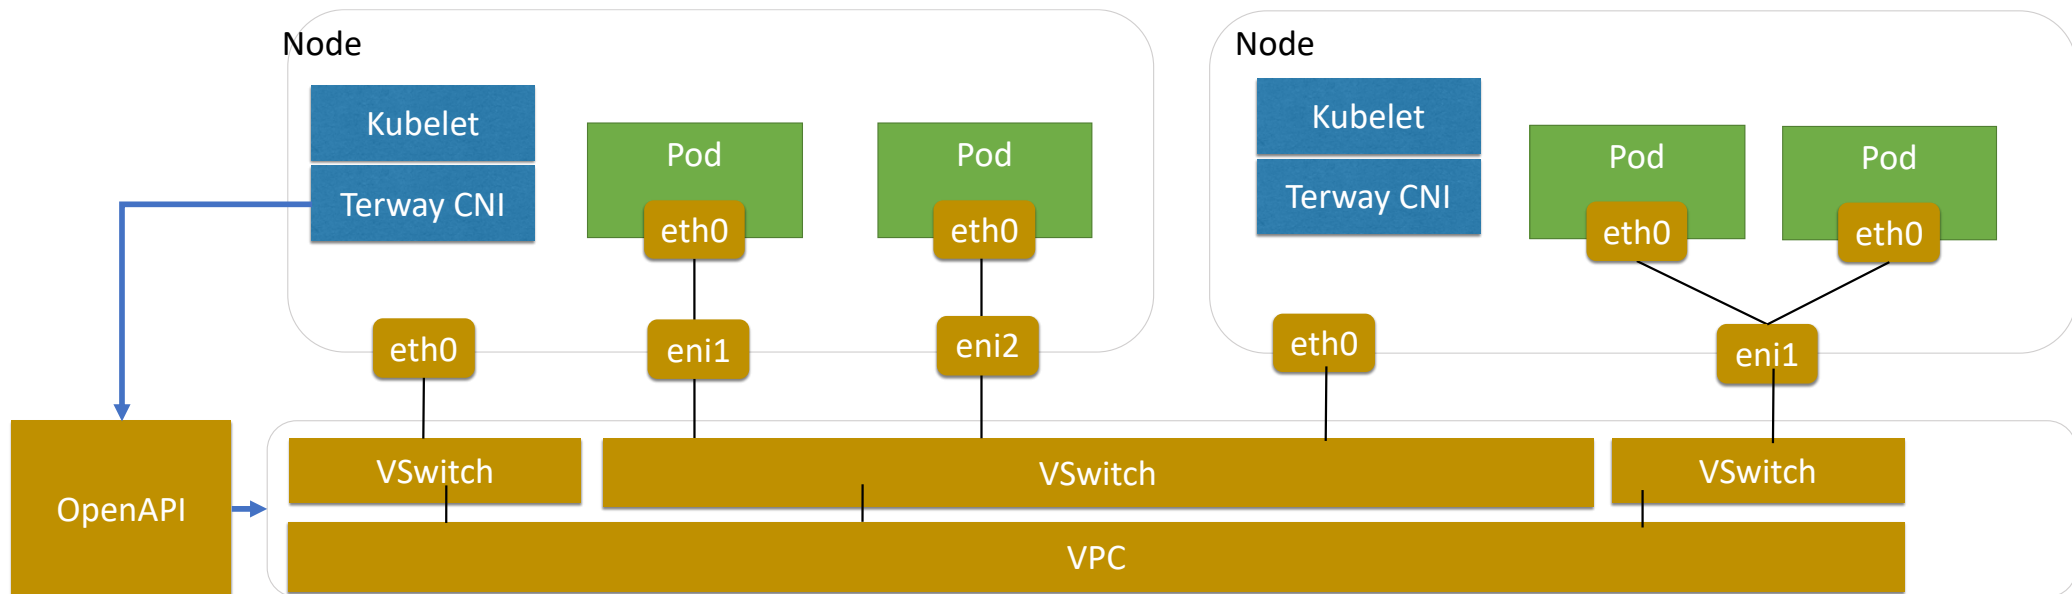 Node
Kubelet
Terway CNI
Pod
eth0
Pod
eth0
eth0
eni1
eni2
Node
Kubelet
Terway CNI
Pod
eth0
Pod
eth0
eth0
eni1
OpenAPI
VSwitch
VSwitch
VSwitch
VPC